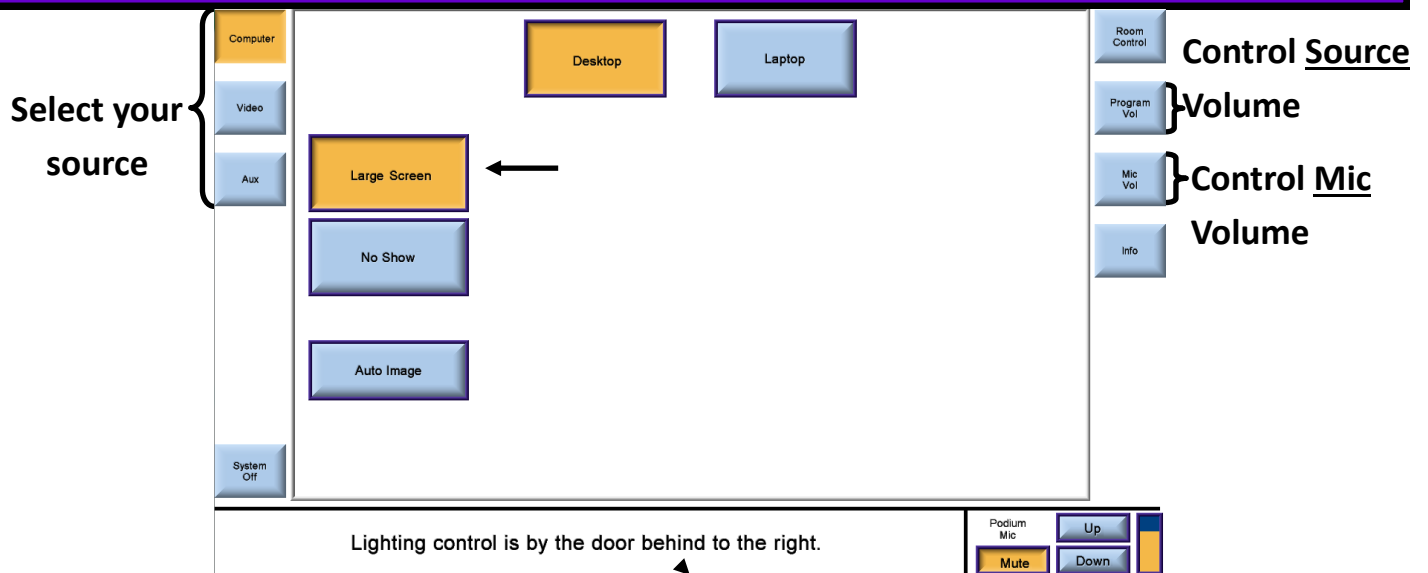 Select your
source
Computer
Video
Aux
System
Off
Desktop
Laptop
Large Screen
No Show
Auto Image
Room
Control
Program
Vol
Mic
Vol
Info
Control Source
Volume
Control Mic
Volume
Lighting control is by the door behind to the right.
Podium
Mic
Mute
Up
Down